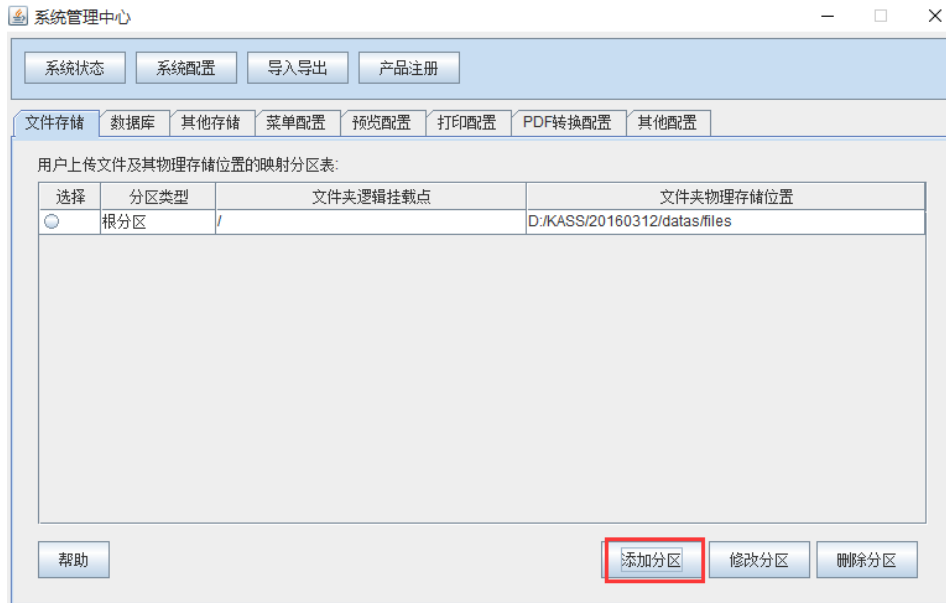 系统管理中心
系统状态 系统配置 导入导出 产品注册
文件存储 数据库 其他存储 菜单配置 预览配置 打印配置 PDF转换配置 其他配置
用户上传文件及其物理存储位置的映射分区表:
选择 分区类型 文件夹逻辑挂载点 文件夹物理存储位置
根分区 / D:/KASS/20160312/datas/files
帮助 添加分区 修改分区 删除分区